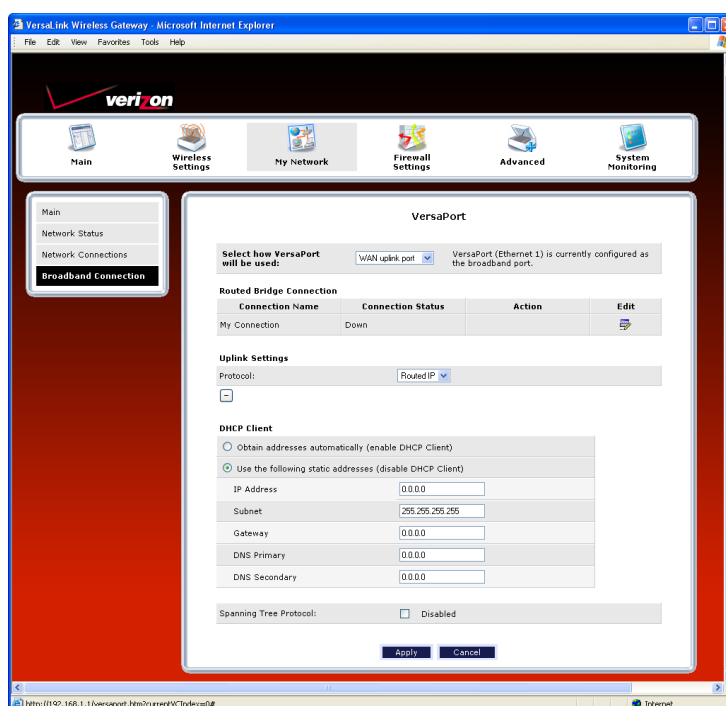 VersaLink Wireless Gateway - Microsoft Internet Explorer
File Edit View Favorites Tools Help
verizon
Main
Wireless Settings
My Network
Firewall Settings
Advanced
System Monitoring
Main
Network Status
Network Connections
Broadband Connection
VersaPort
Select how VersaPort will be used:
WAN uplink port
VersaPort (Ethernet 1) is currently configured as
the broadband port.
Routed Bridge Connection
Connection Name Connection Status Action Edit
My Connection Down
Uplink Settings
Protocol: Routed IP
DHCP Client
Obtain addresses automatically (enable DHCP Client)
Use the following static addresses (disable DHCP Client)
IP Address 0.0.0.0
Subnet 255.255.255.255
Gateway 0.0.0.0
DNS Primary 0.0.0.0
DNS Secondary 0.0.0.0
Spanning Tree Protocol: Disabled
Apply Cancel
http://192.168.1.1/versaport.htm?currentVCIndex=0# Internet